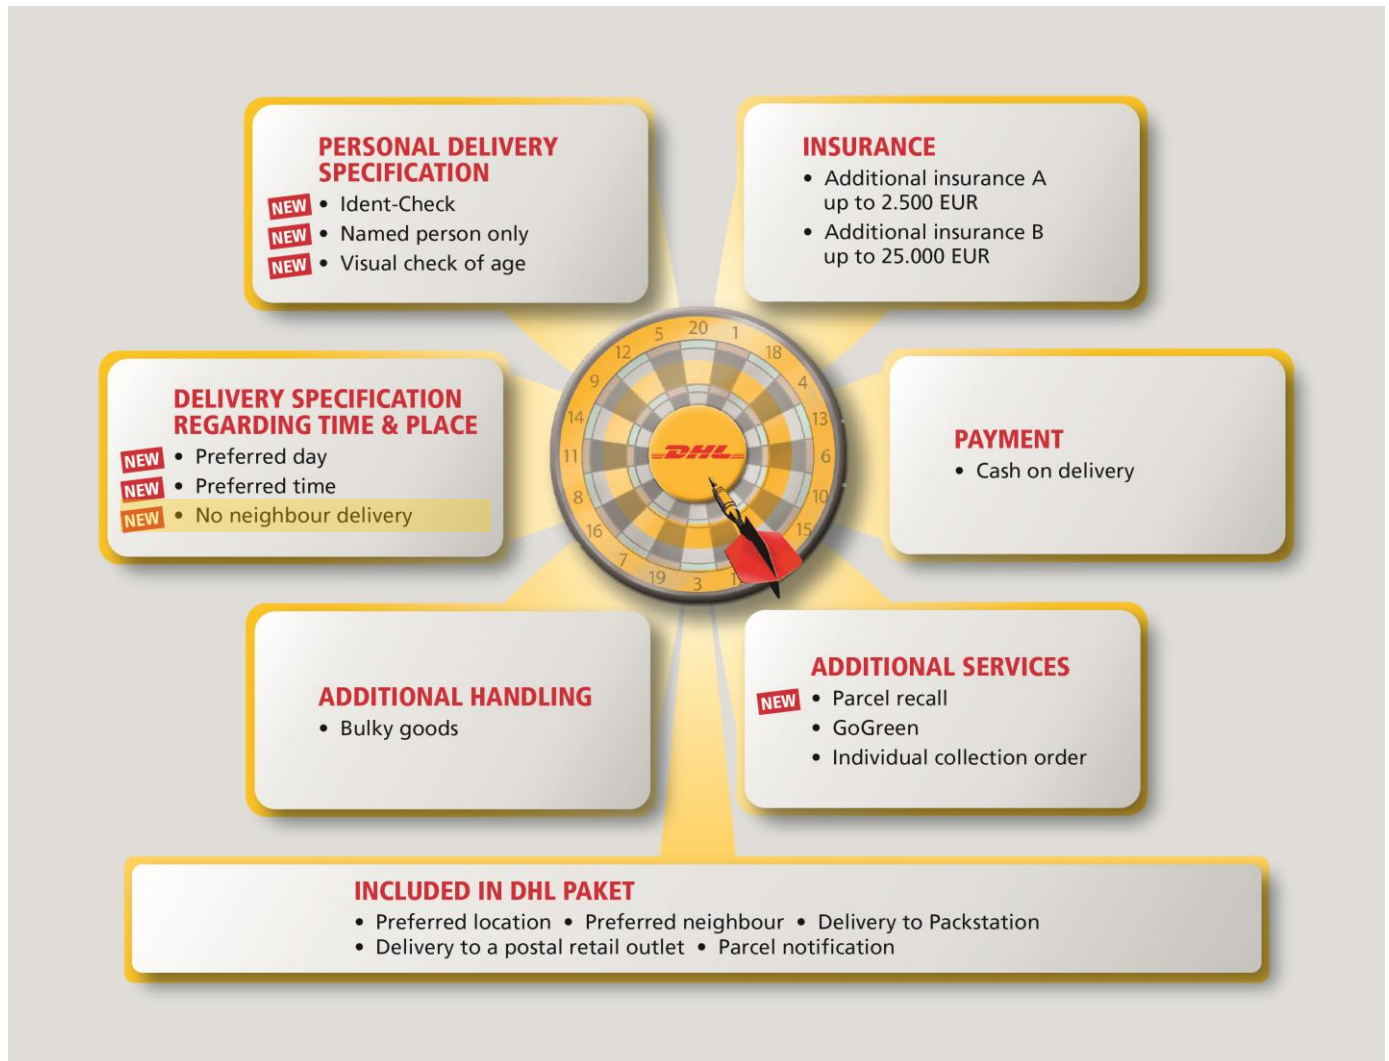 PERSONAL DELIVERY
SPECIFICATION
NEW • Ident-Check
NEW • Named person only
NEW • Visual check of age
INSURANCE
• Additional insurance A
up to 2.500 EUR
• Additional insurance B
up to 25.000 EUR
DELIVERY SPECIFICATION
REGARDING TIME & PLACE
NEW • Preferred day
NEW • Preferred time
NEW • No neighbour delivery
20
1
18
4
13
6
10
15
3
19
7
16
8
11
14
9
12
5
DHL
PAYMENT
• Cash on delivery
ADDITIONAL HANDLING
• Bulky goods
ADDITIONAL SERVICES
NEW • Parcel recall
• GoGreen
• Individual collection order
INCLUDED IN DHL PAKET
• Preferred location • Preferred neighbour • Delivery to Packstation
• Delivery to a postal retail outlet • Parcel notification